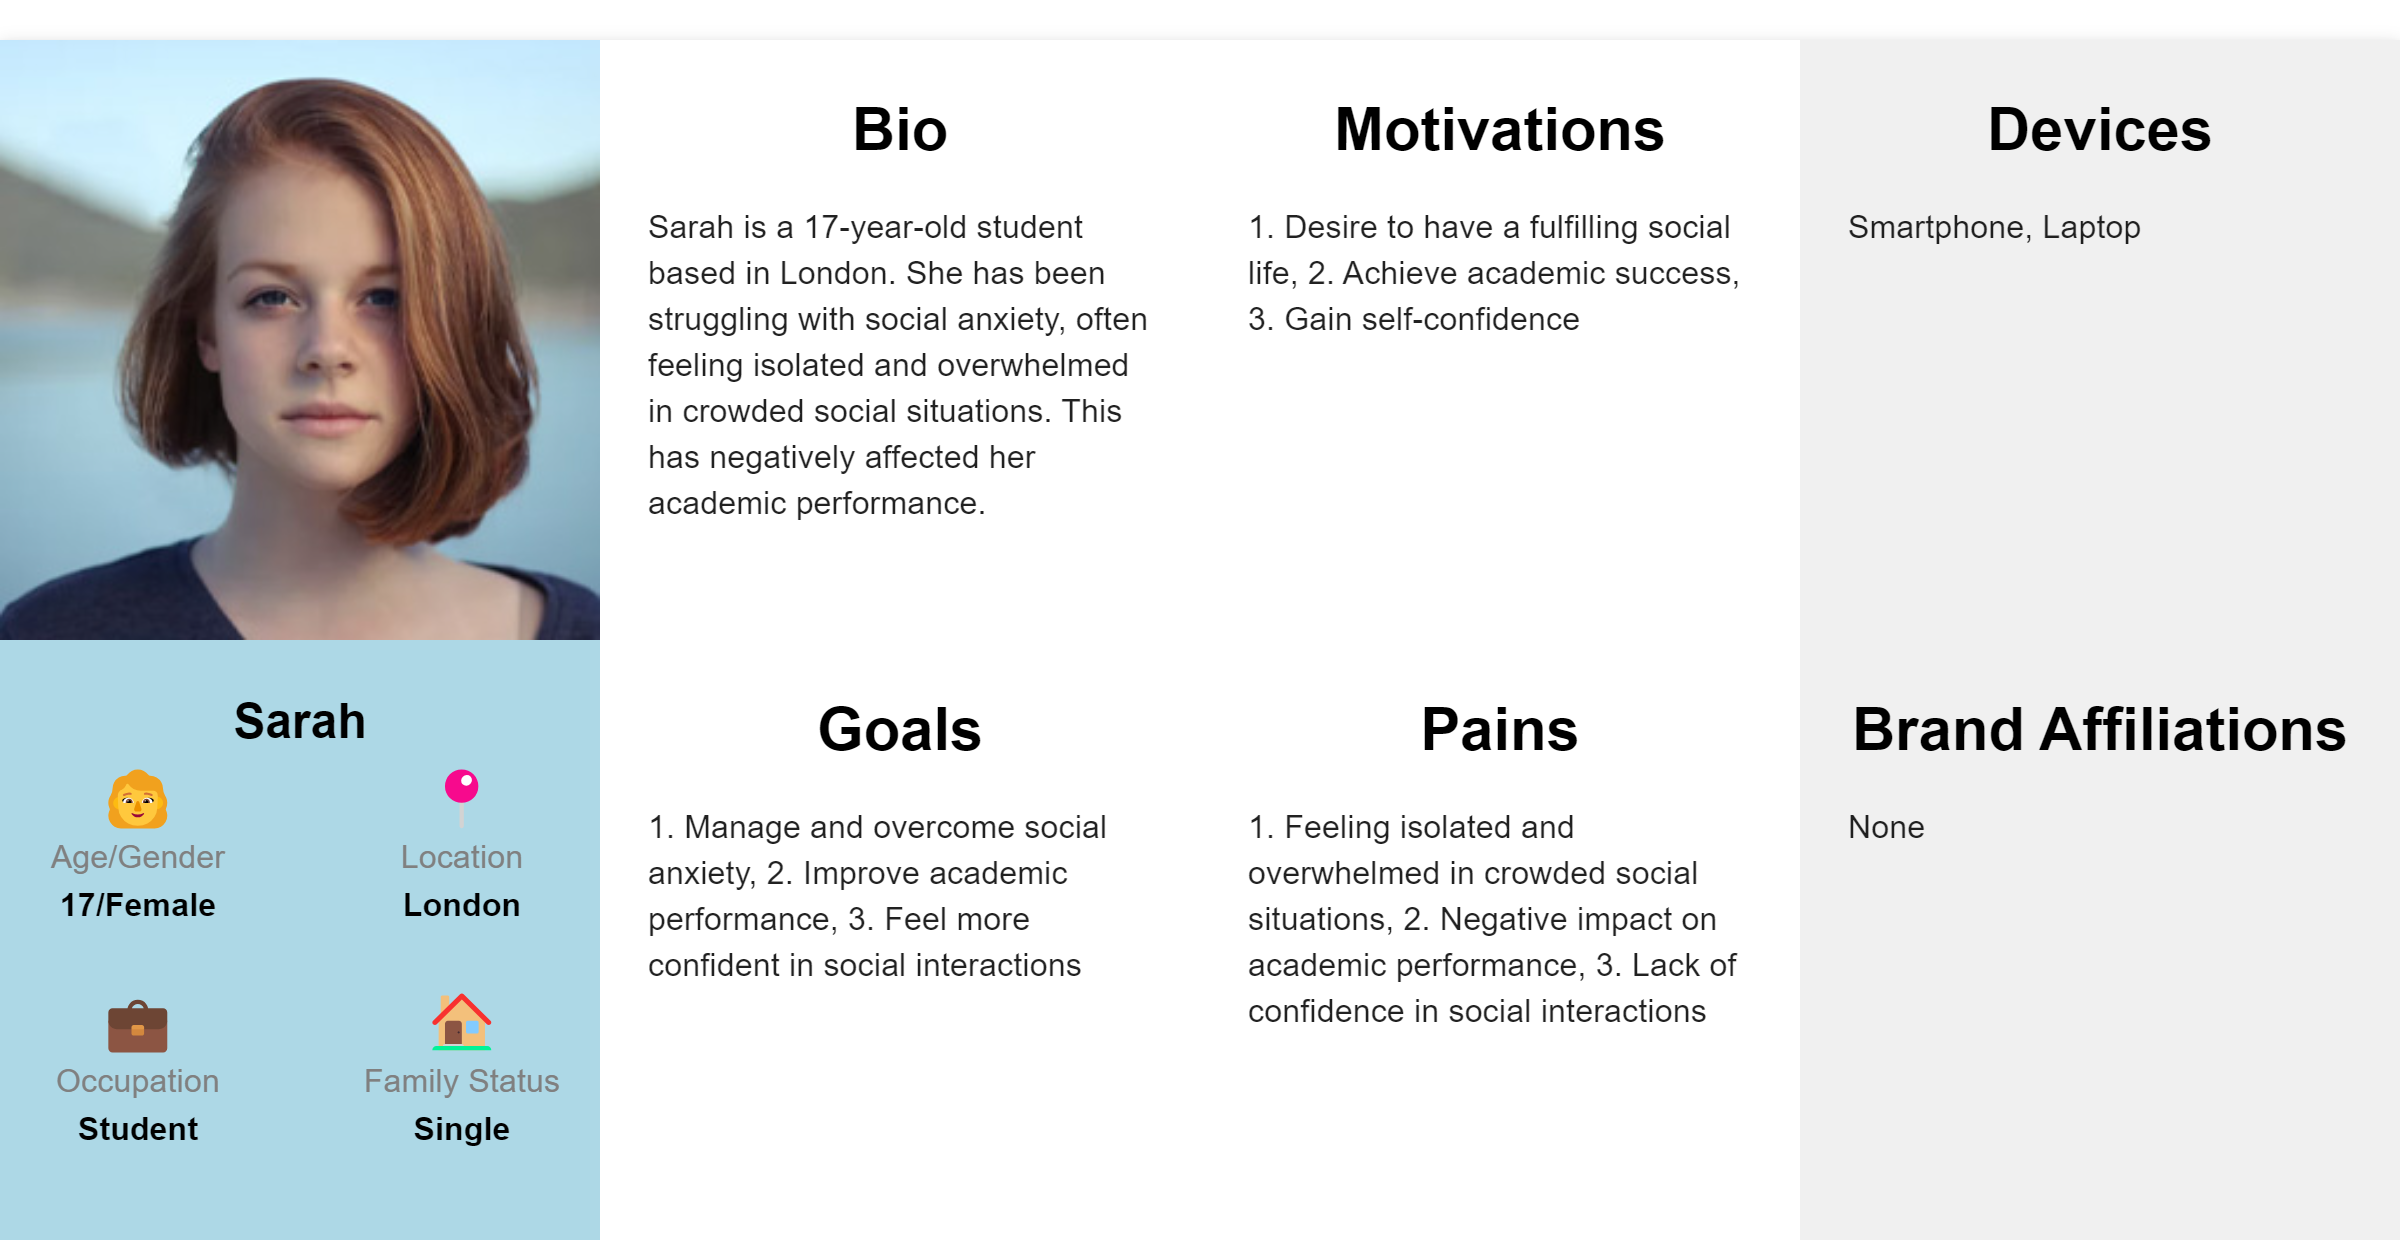 Sarah
Age/Gender
17/Female
Location
London
Occupation
Student
Family Status
Single
Bio
Sarah is a 17-year-old student
based in London. She has been
struggling with social anxiety, often
feeling isolated and overwhelmed
in crowded social situations. This
has negatively affected her
academic performance.
Motivations
1. Desire to have a fulfilling social
life, 2. Achieve academic success,
3. Gain self-confidence
Goals
1. Manage and overcome social
anxiety, 2. Improve academic
performance, 3. Feel more
confident in social interactions
Pains
1. Feeling isolated and
overwhelmed in crowded social
situations, 2. Negative impact on
academic performance, 3. Lack of
confidence in social interactions
Devices
Smartphone, Laptop
Brand Affiliations
None